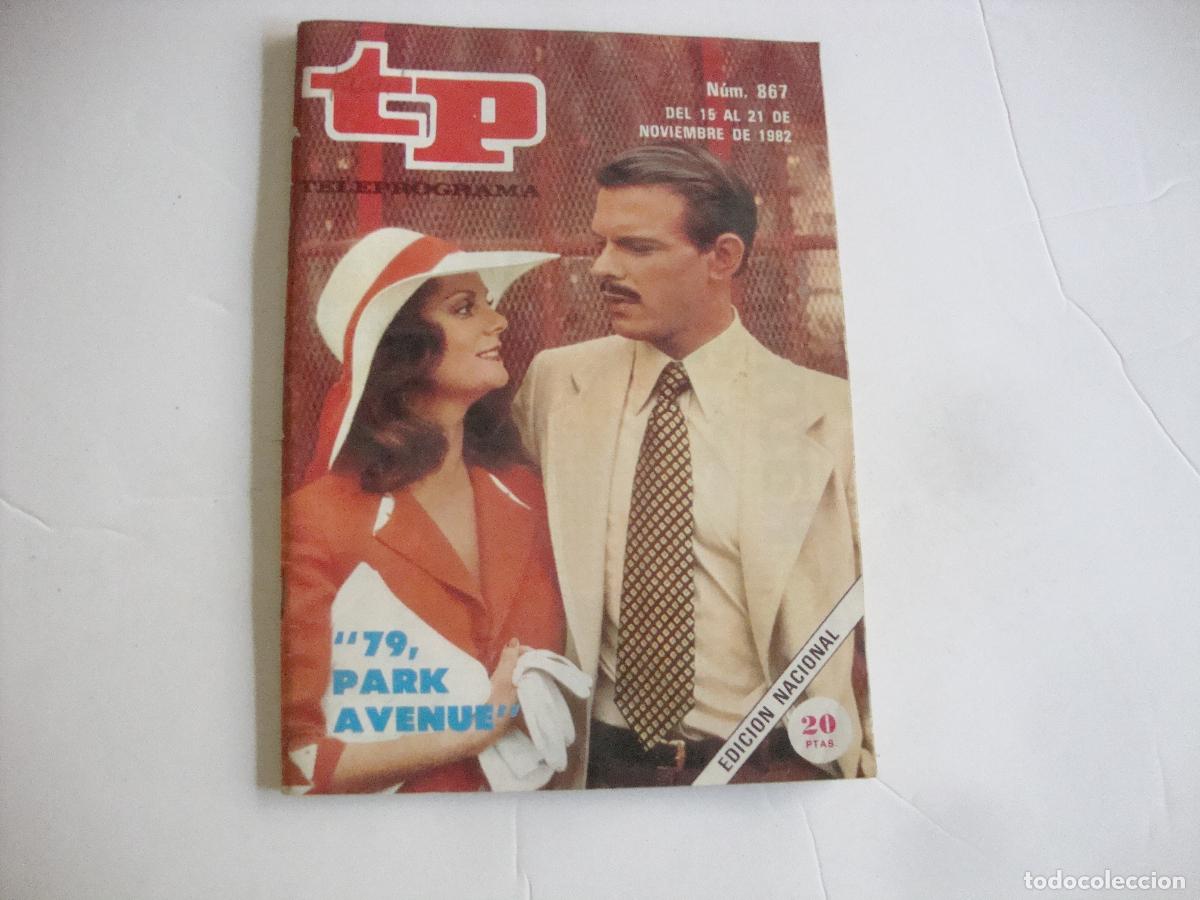 tp
TELEPROGRAMA
Núm. 867
DEL 15 AL 21 DE
NOVIEMBRE DE 1982
"79,
PARK
AVENUE"
EDICION NACIONAL
20
PTAS.
todocoleccion